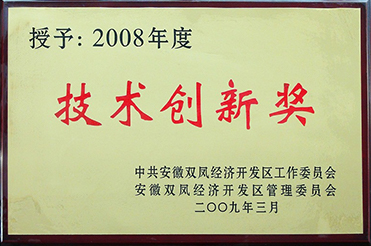 授予：2008年度
技术创新奖
中共安徽双凤经济开发区工作委员会
安徽双凤经济开发区管理委员会
二〇〇九年三月